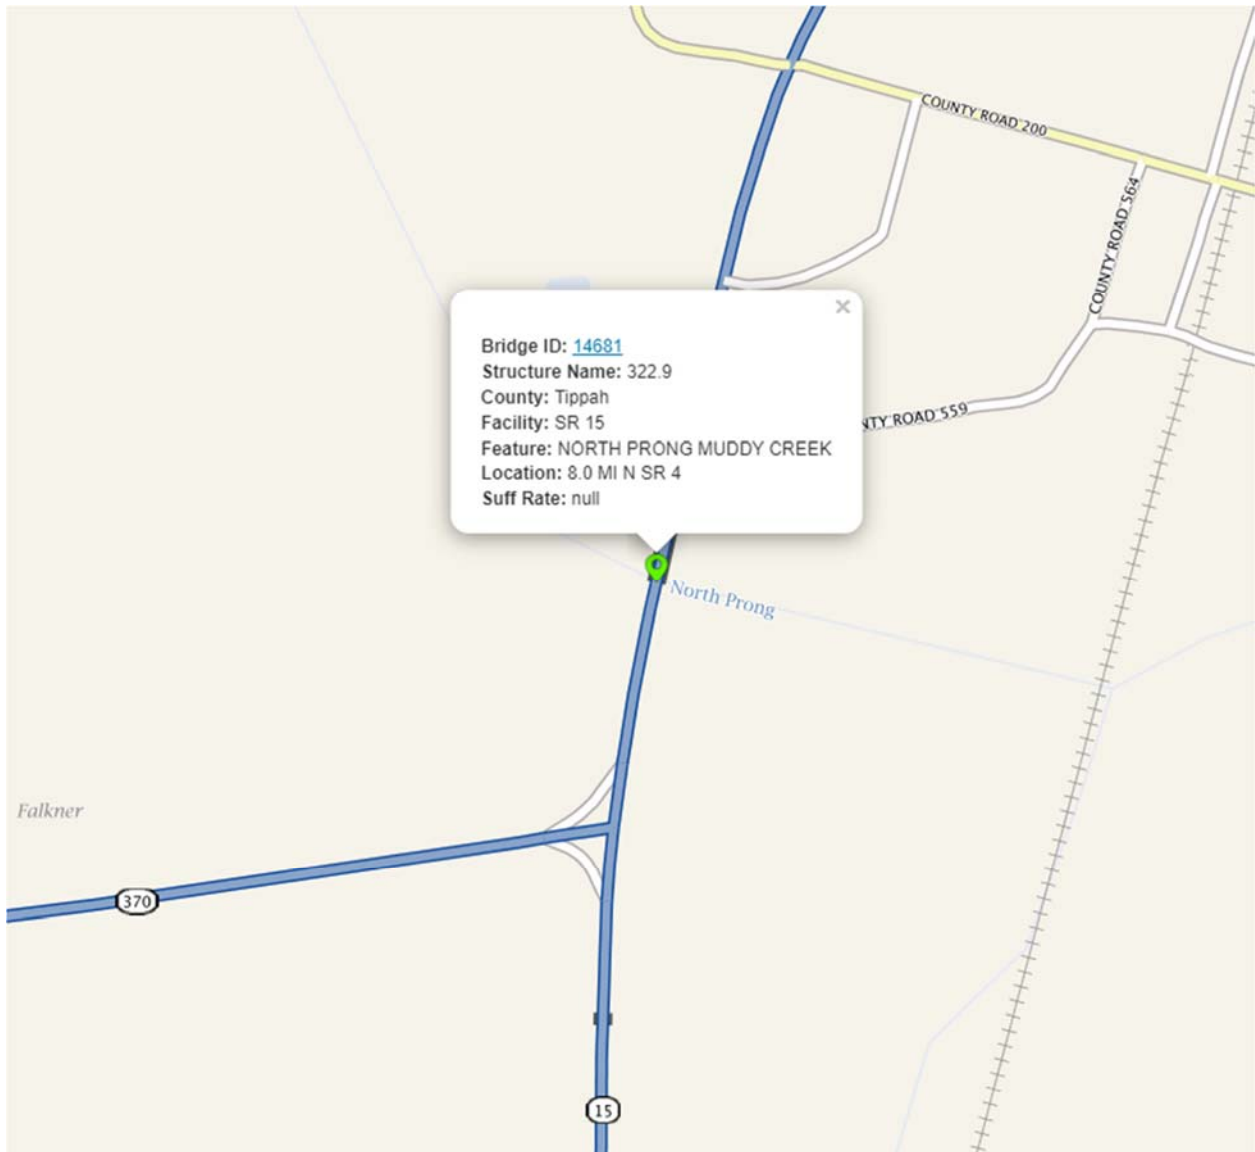 COUNTY ROAD 200
COUNTY ROAD 564
×
Bridge ID: 14681
Structure Name: 322.9
County: Tippah
Facility: SR 15
Feature: NORTH PRONG MUDDY CREEK
Location: 8.0 MI N SR 4
Suff Rate: null
NTY ROAD 559
North Prong
Falkner
370
15